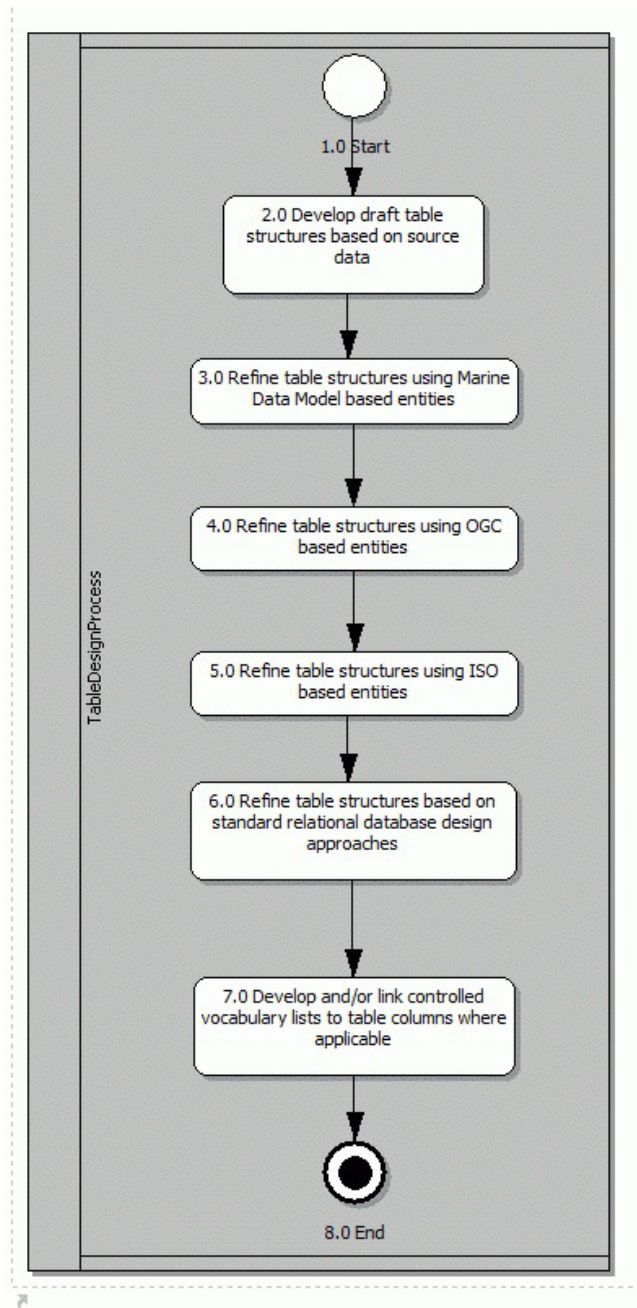 1.0 Start
2.0 Develop draft table
structures based on source
data
3.0 Refine table structures using Marine
Data Model based entities
4.0 Refine table structures using OGC
based entities
TableDesignProcess
5.0 Refine table structures using ISO
based entities
6.0 Refine table structures based on
standard relational database design
approaches
7.0 Develop and/or link controlled
vocabulary lists to table columns where
applicable
8.0 End